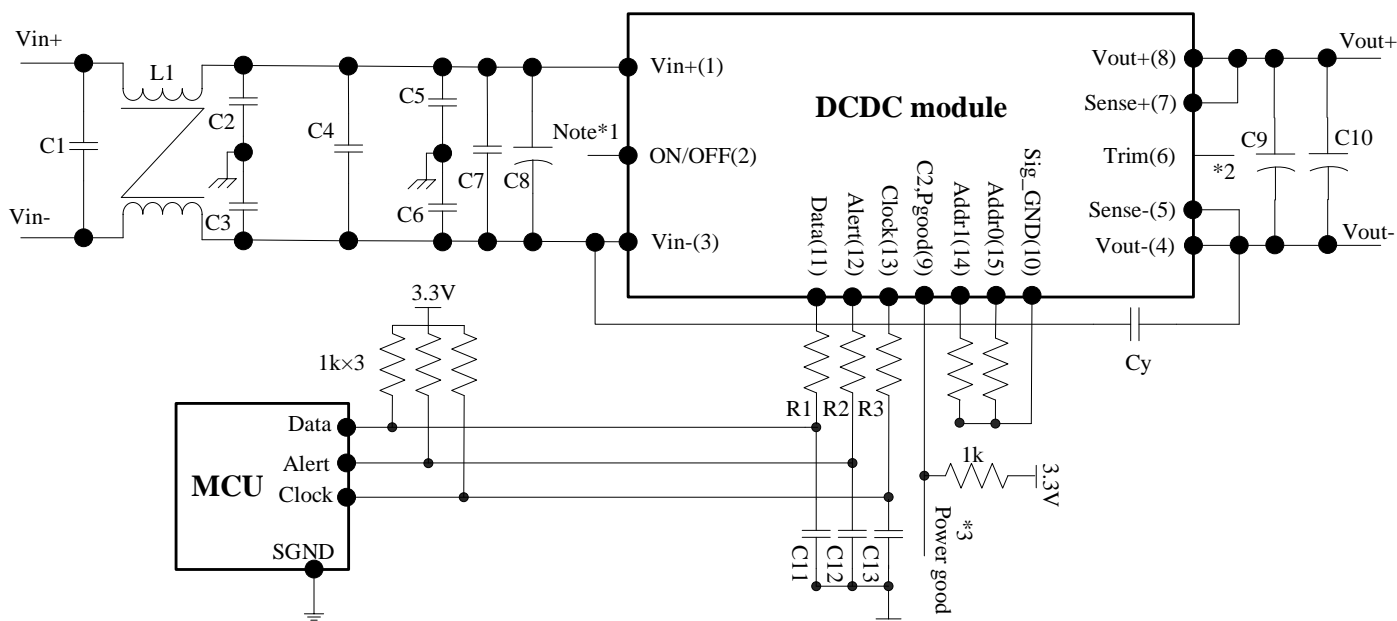 Vin+
L1
C1
C2
C3
C4
C5
C6
C7
C8
Vin-
Note*1
DCDC module
Vin+(1)
ON/OFF(2)
Vin-(3)
Vout+(8)
Sense+(7)
Trim(6)
Sense-(5)
Vout-(4)
Data(11)
Alert(12)
Clock(13)
C2,Pgood(9)
Addr1(14)
Addr0(15)
Sig_GND(10)
Vout+
*2
C9
C10
Vout-
Cy
3.3V
1k×3
R1
R2
R3
MCU
Data
Alert
Clock
SGND
C11
C12
C13
1k
3.3V
*3
Power good